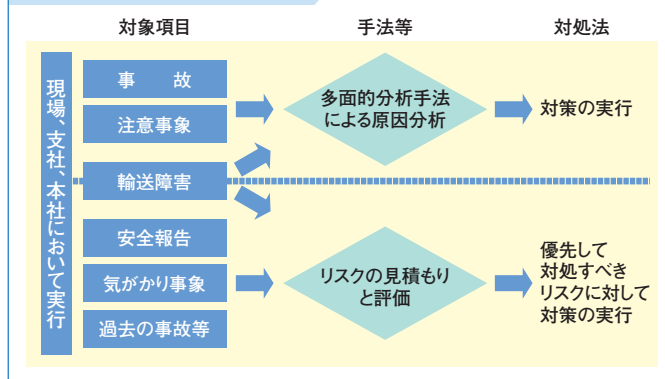 対象項目
手法等
対処法
現場、支社、本社において実行
事 故
注意事象
輸送障害
安全報告
気がかり事象
過去の事故等
多面的分析手法
による原因分析
対策の実行
リスクの見積もり
と評価
優先して
対処すべき
リスクに対して
対策の実行